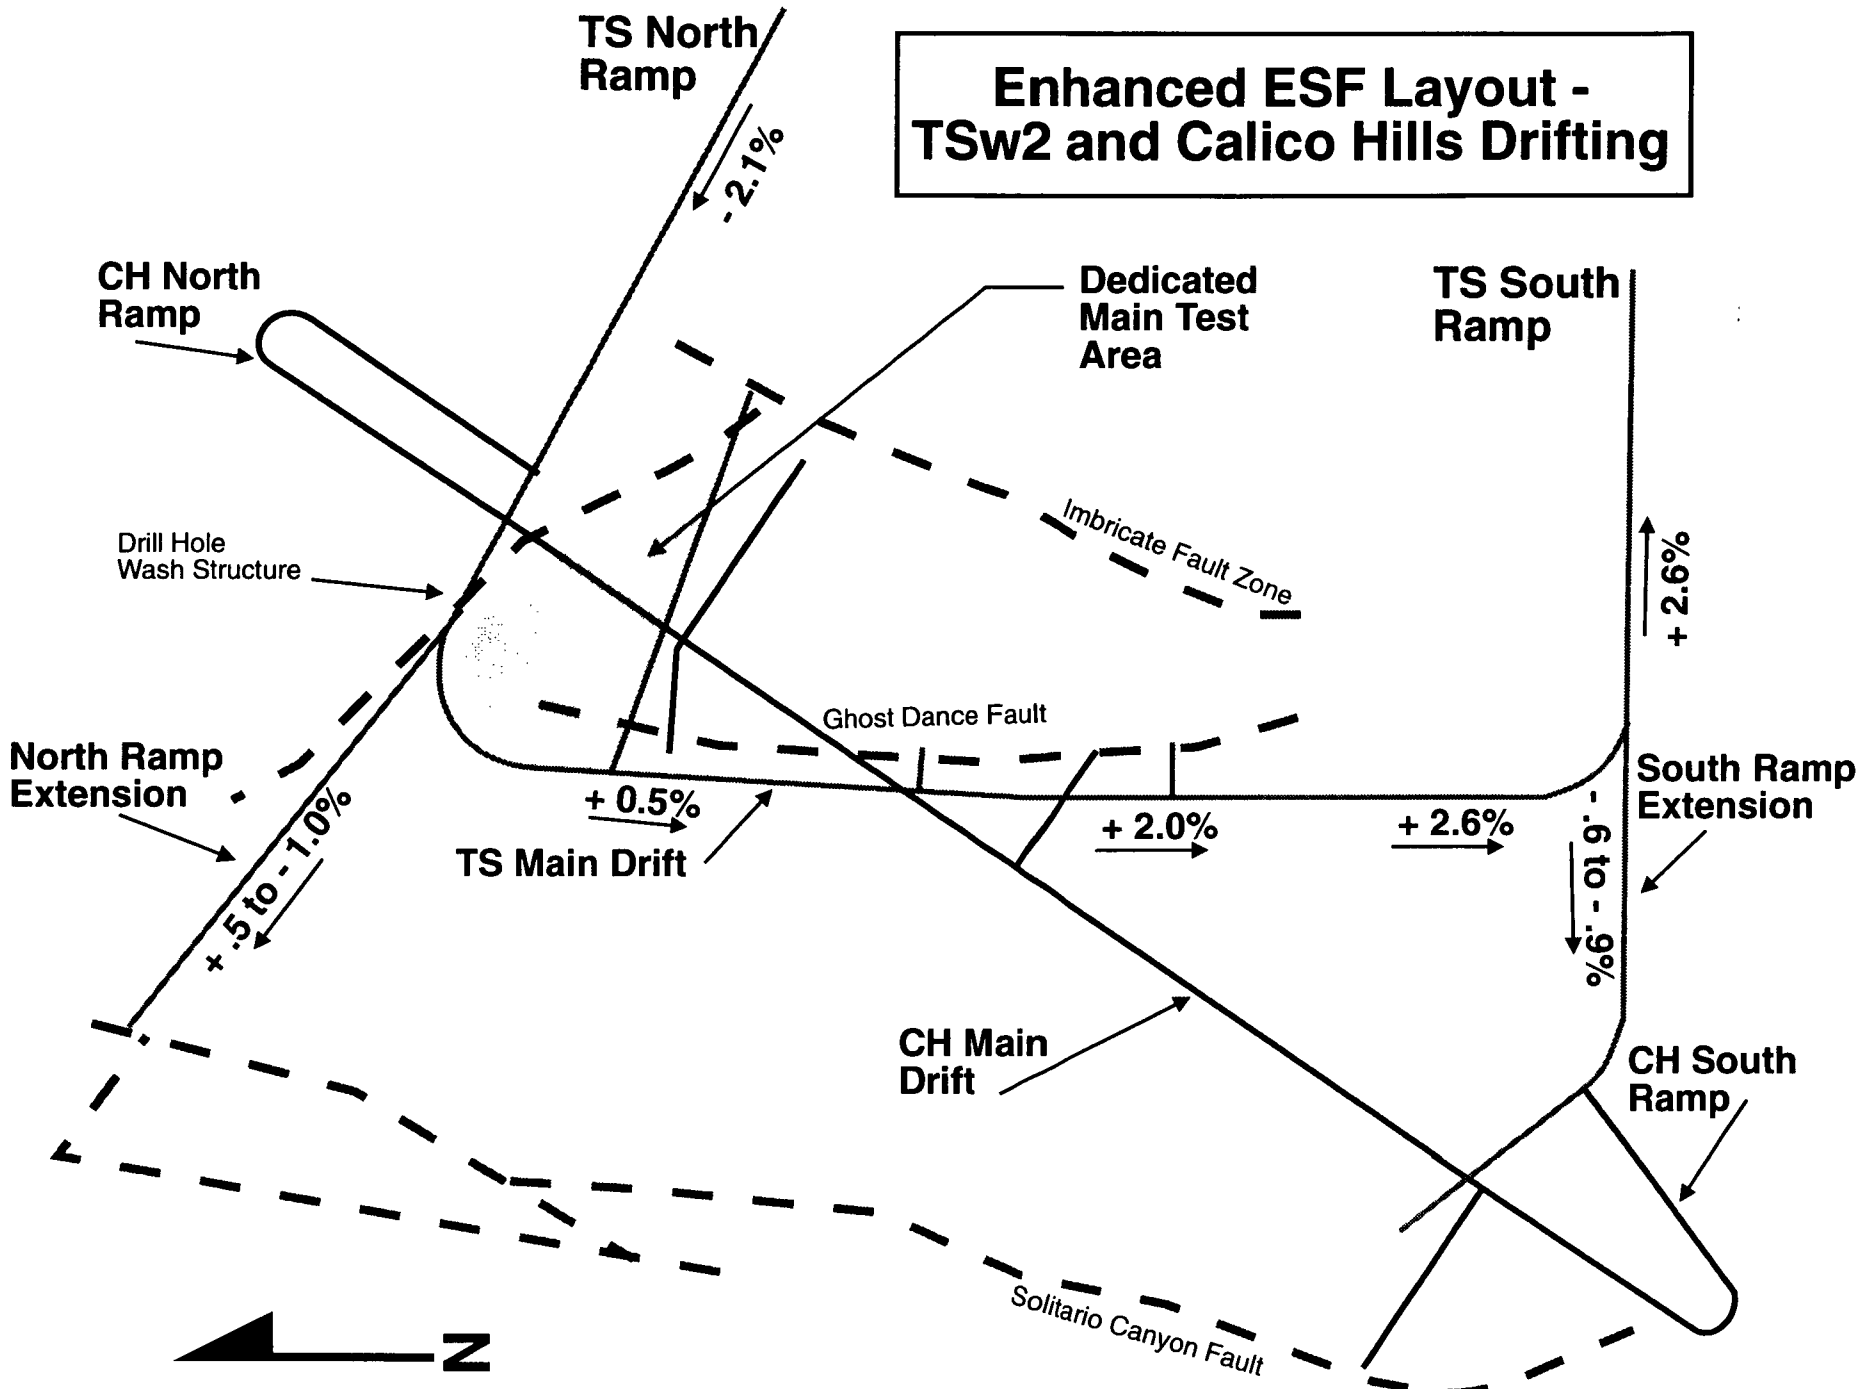 TS North
Ramp
Enhanced ESF Layout -
TSw2 and Calico Hills Drifting
- 2.1%
CH North
Ramp
Dedicated
Main Test
Area
TS South
Ramp
Imbricate Fault Zone
Drill Hole
Wash Structure
+ 2.6%
Ghost Dance Fault
North Ramp
Extension
+ .5 to - 1.0%
+ 0.5%
TS Main Drift
+ 2.0%
+ 2.6%
- .6 to - .9%
South Ramp
Extension
CH Main
Drift
CH South
Ramp
Solitario Canyon Fault
N